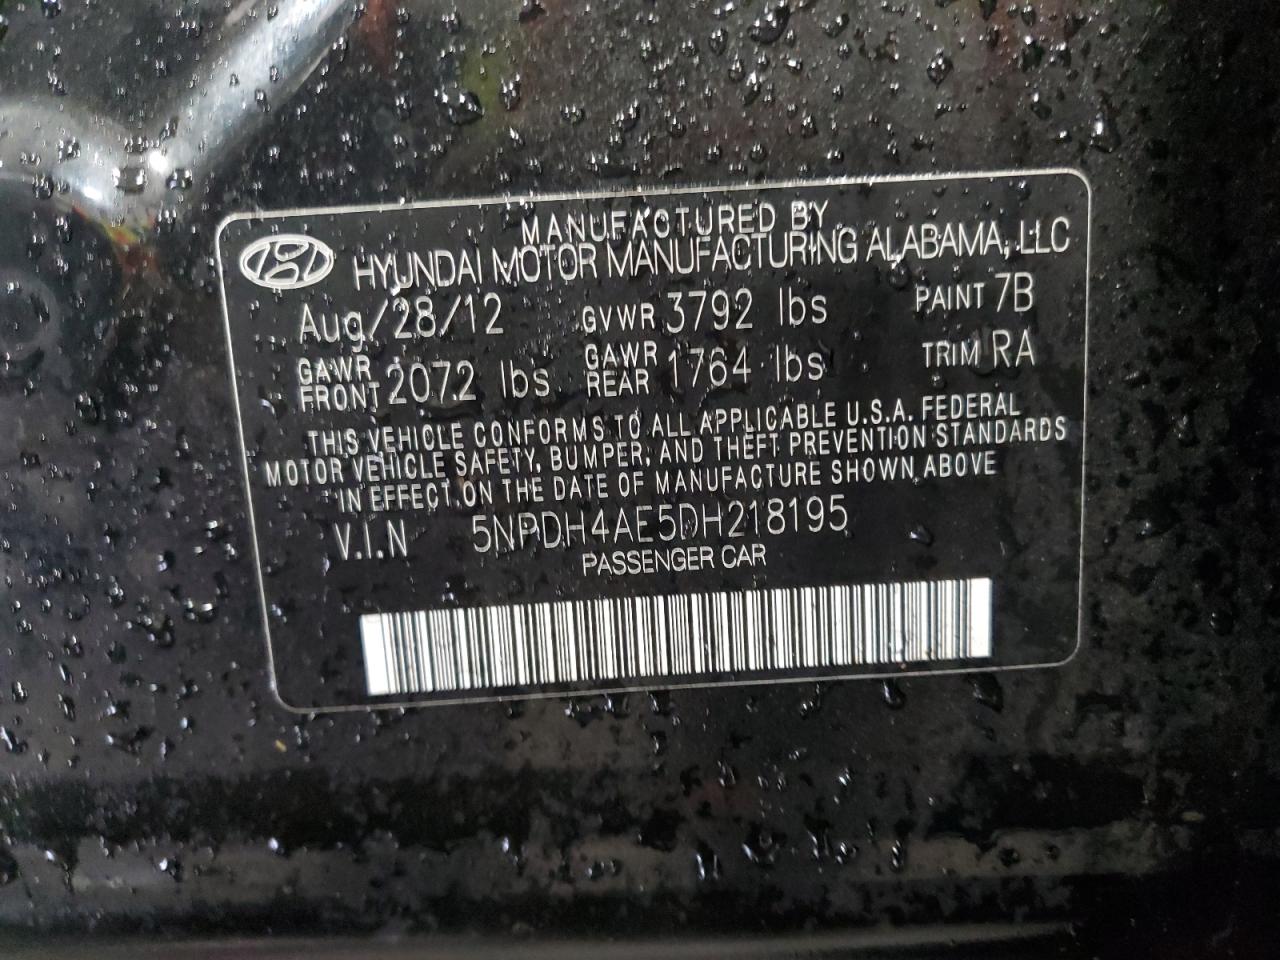 MANUFACTURED BY
HYUNDAI MOTOR MANUFACTURING ALABAMA, LLC
Aug/28/12 GVWR 3792 lbs PAINT 7B
GAWR FRONT 2072 lbs GAWR REAR 1764 lbs TRIM RA
THIS VEHICLE CONFORMS TO ALL APPLICABLE U.S.A. FEDERAL
MOTOR VEHICLE SAFETY, BUMPER, AND THEFT PREVENTION STANDARDS
IN EFFECT ON THE DATE OF MANUFACTURE SHOWN ABOVE
V.I.N 5NPDH4AE5DH218195
PASSENGER CAR